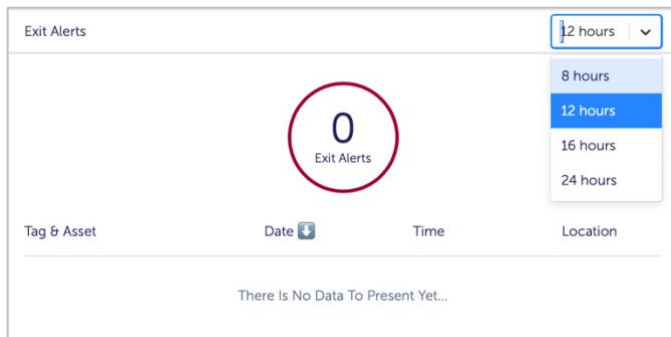 Exit Alerts
12 hours
8 hours
12 hours
16 hours
24 hours
0
Exit Alerts
Tag & Asset Date Time Location
There Is No Data To Present Yet...